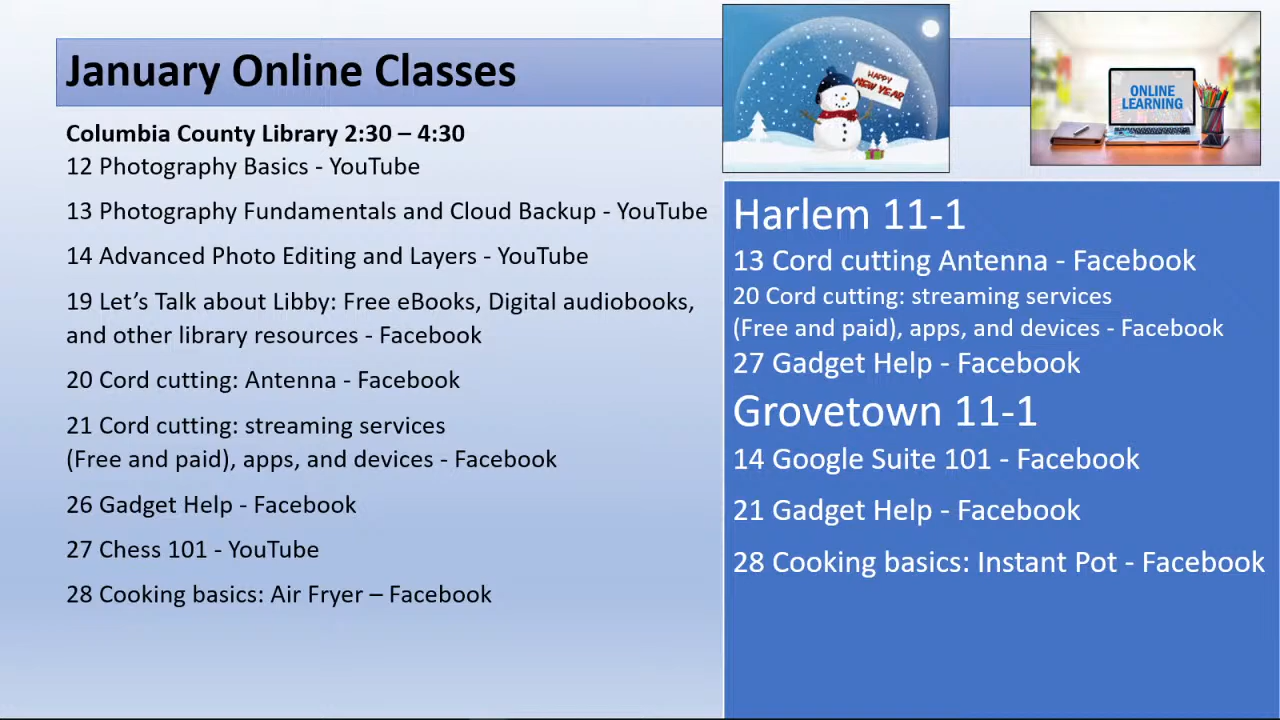 January Online Classes
HAPPY
NEW YEAR
ONLINE
LEARNING
Columbia County Library 2:30 – 4:30
12 Photography Basics - YouTube
13 Photography Fundamentals and Cloud Backup - YouTube
14 Advanced Photo Editing and Layers - YouTube
19 Let’s Talk about Libby: Free eBooks, Digital audiobooks,
and other library resources - Facebook
20 Cord cutting: Antenna - Facebook
21 Cord cutting: streaming services
(Free and paid), apps, and devices - Facebook
26 Gadget Help - Facebook
27 Chess 101 - YouTube
28 Cooking basics: Air Fryer – Facebook
Harlem 11-1
13 Cord cutting Antenna - Facebook
20 Cord cutting: streaming services
(Free and paid), apps, and devices - Facebook
27 Gadget Help - Facebook
Grovetown 11-1
14 Google Suite 101 - Facebook
21 Gadget Help - Facebook
28 Cooking basics: Instant Pot - Facebook